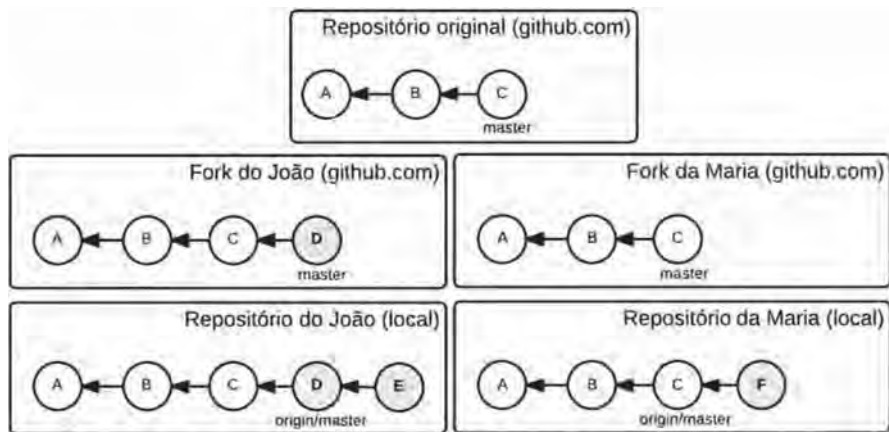 Repositório original (github.com)
A B C
master
Fork do João (github.com)
A B C D
master
Fork da Maria (github.com)
A B C
master
Repositório do João (local)
A B C D E
origin/master
Repositório da Maria (local)
A B C F
origin/master